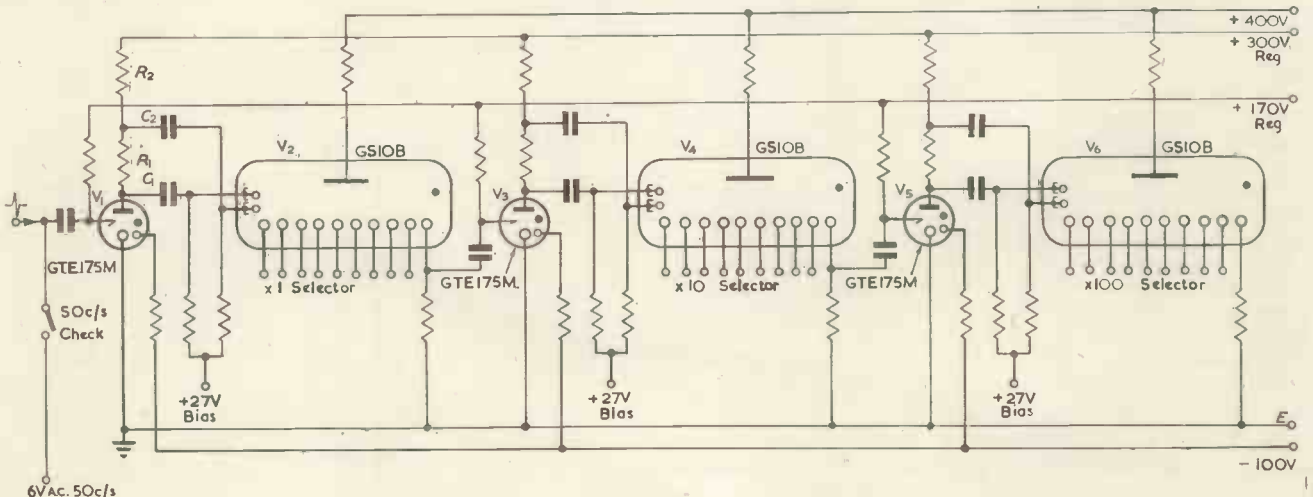 + 400V
+ 300V
Reg
R2
C2
+ 170V
Reg
R1
C1
V1
V2
GS10B
V3
V4
GS10B
V5
V6
GS10B
GTE175M
x 1 Selector
GTE175M
x 10 Selector
GTE175M
x100 Selector
50c/s
Check
+27V
Bias
+27V
Bias
+27V
Bias
E
- 100V
6V A.C. 50c/s